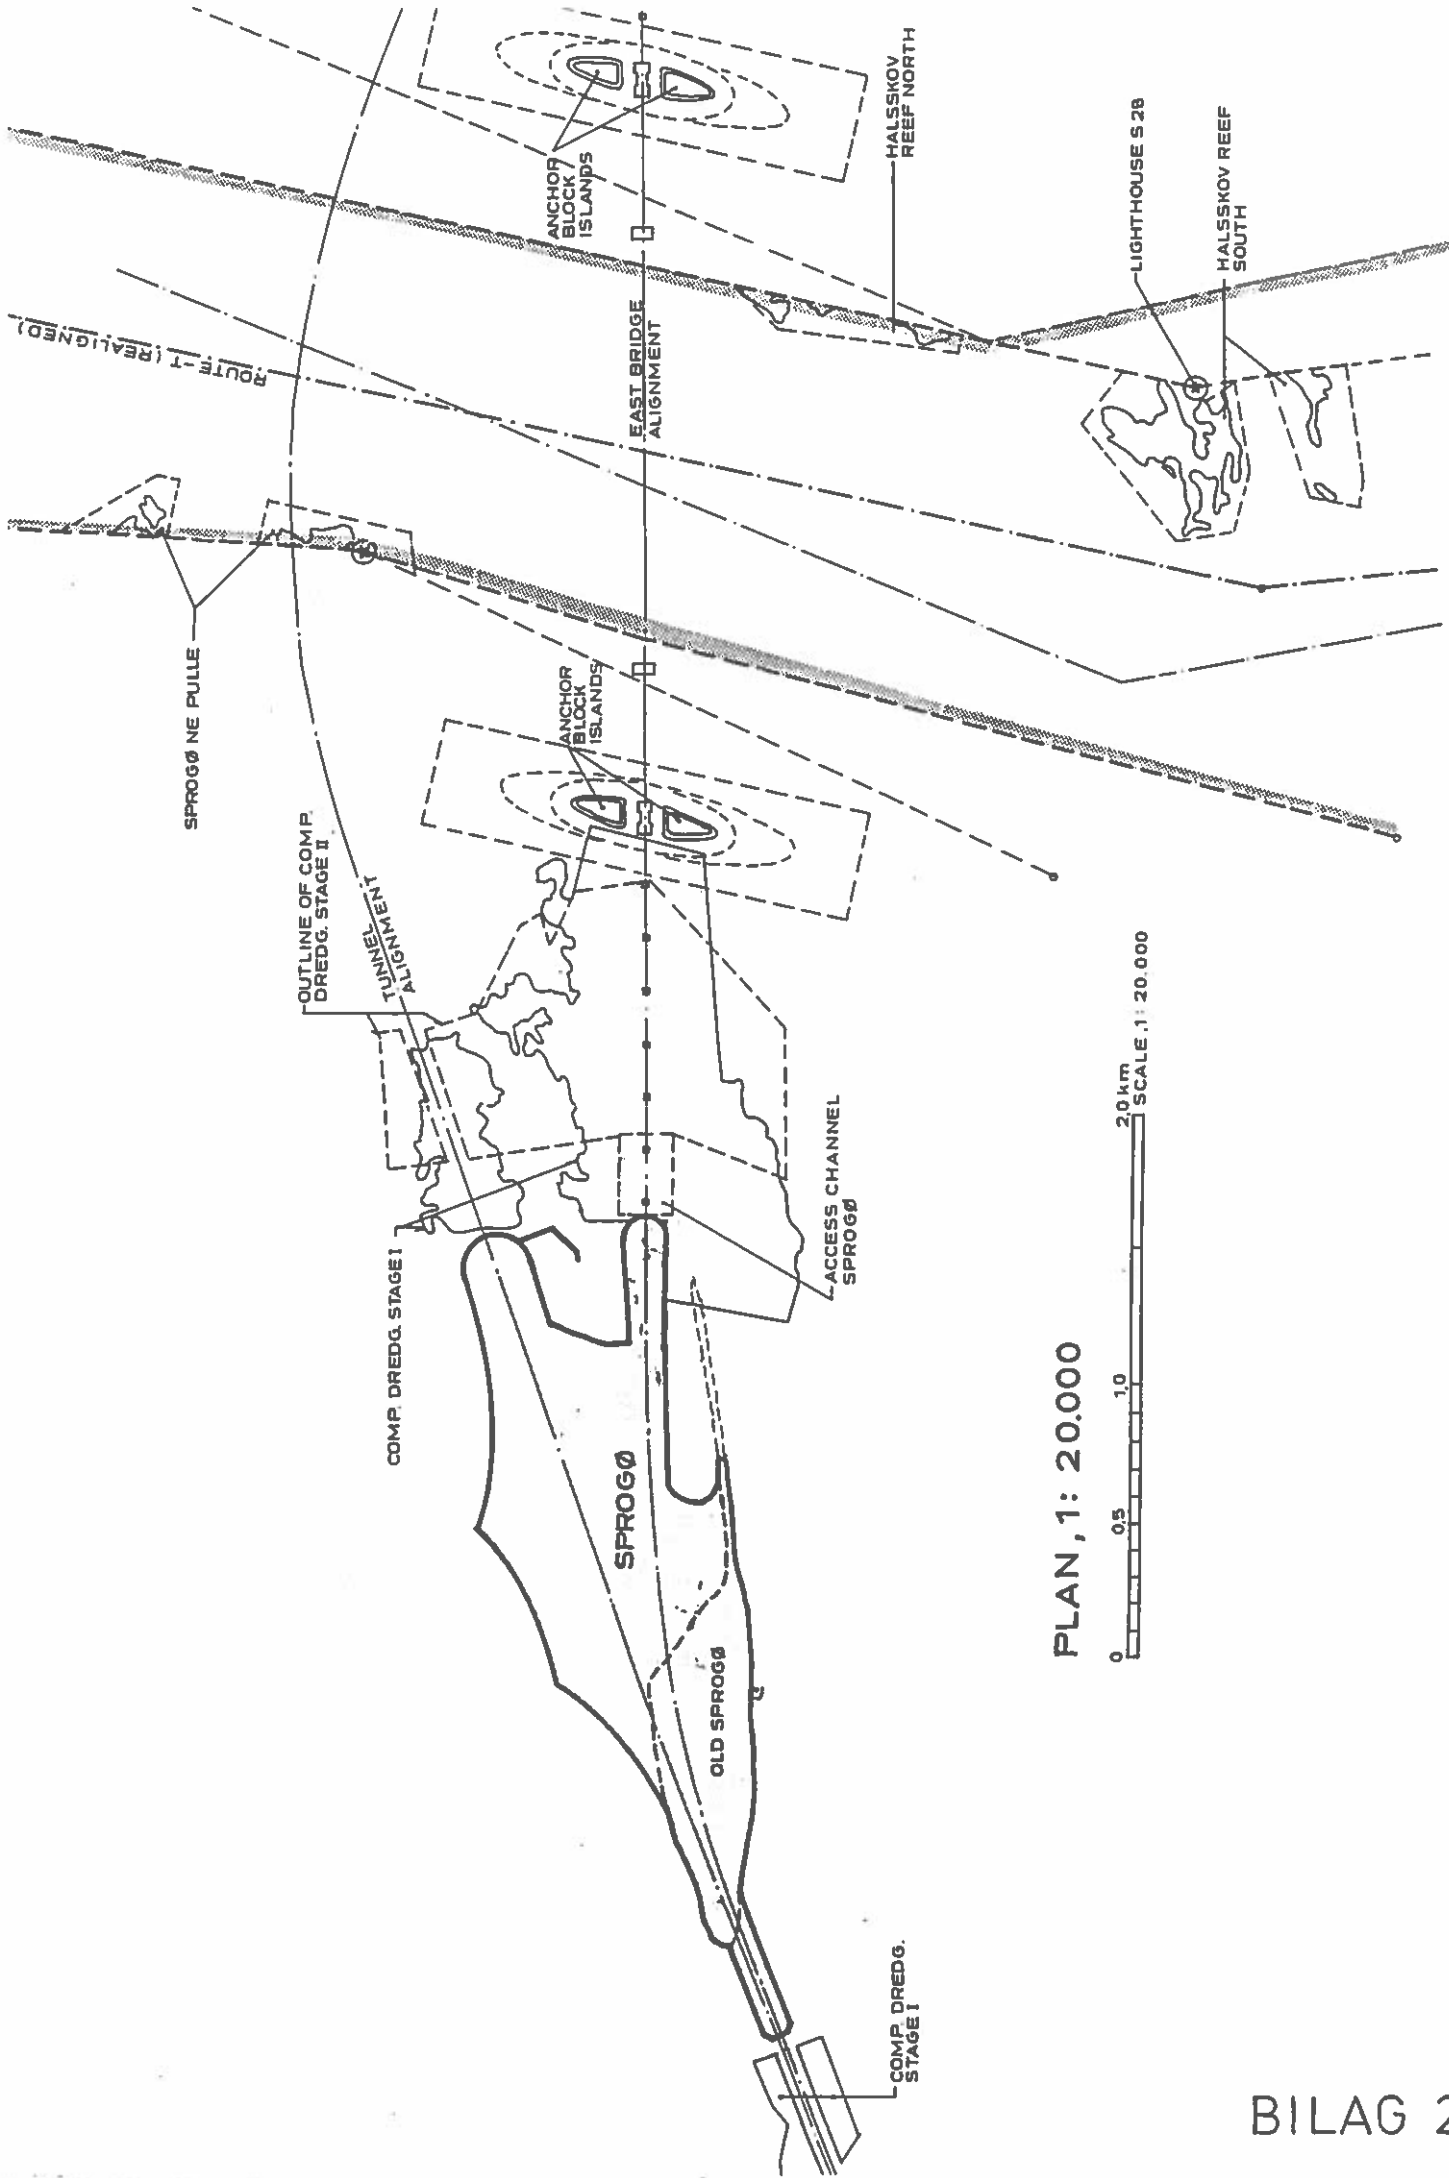 ROUTE-T (REALIGNED)
ANCHOR
BLOCK
ISLANDS
HALSSKOV
REEF NORTH
LIGHTHOUSE S 28
HALSSKOV REEF
SOUTH
EAST BRIDGE
ALIGNMENT
SPROGØ NE PULLE
ANCHOR
BLOCK
ISLANDS
OUTLINE OF COMP.
DREDG. STAGE II
TUNNEL
ALIGNMENT
COMP. DREDG. STAGE I
ACCESS CHANNEL
SPROGØ
SPROGØ
OLD SPROGØ
COMP. DREDG.
STAGE I
PLAN, 1: 20.000
0 0,5 1,0 2,0 km
SCALE, 1: 20.000
BILAG 2